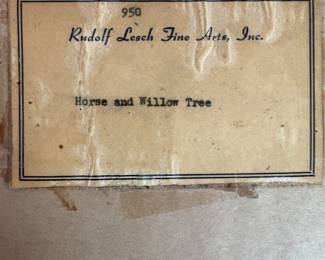 950
Rudolf Lesch Fine Arts, Inc.
Horse and Willow Tree